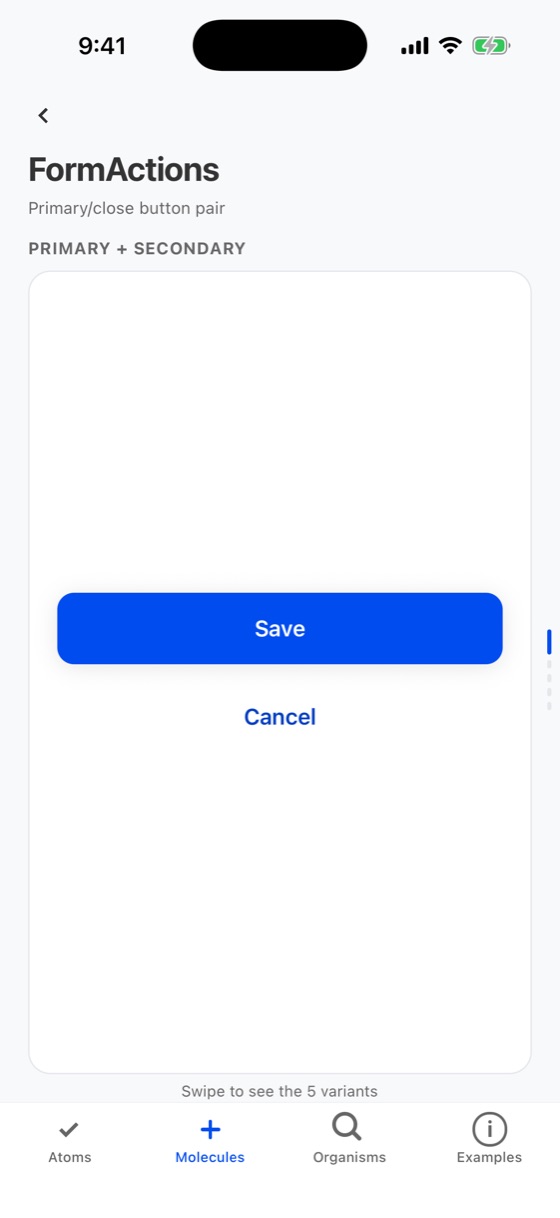 9:41
FormActions
Primary/close button pair
PRIMARY + SECONDARY
Save
Cancel
Swipe to see the 5 variants
Atoms
Molecules
Organisms
Examples